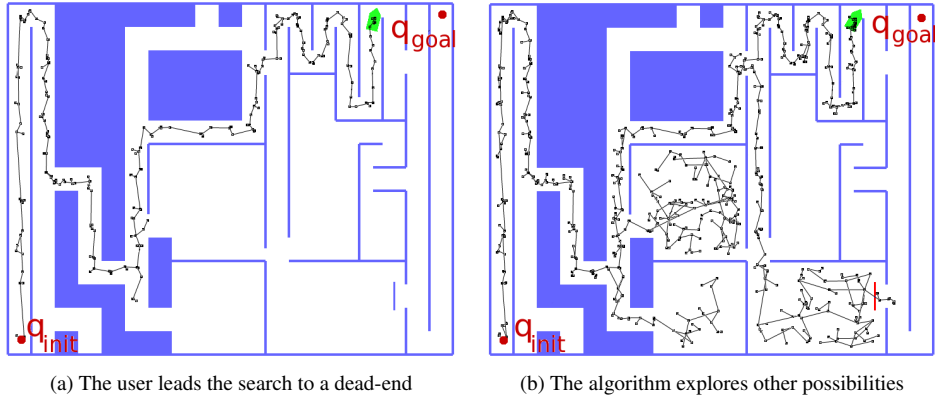 q_goal
q_init
(a) The user leads the search to a dead-end
q_goal
q_init
(b) The algorithm explores other possibilities